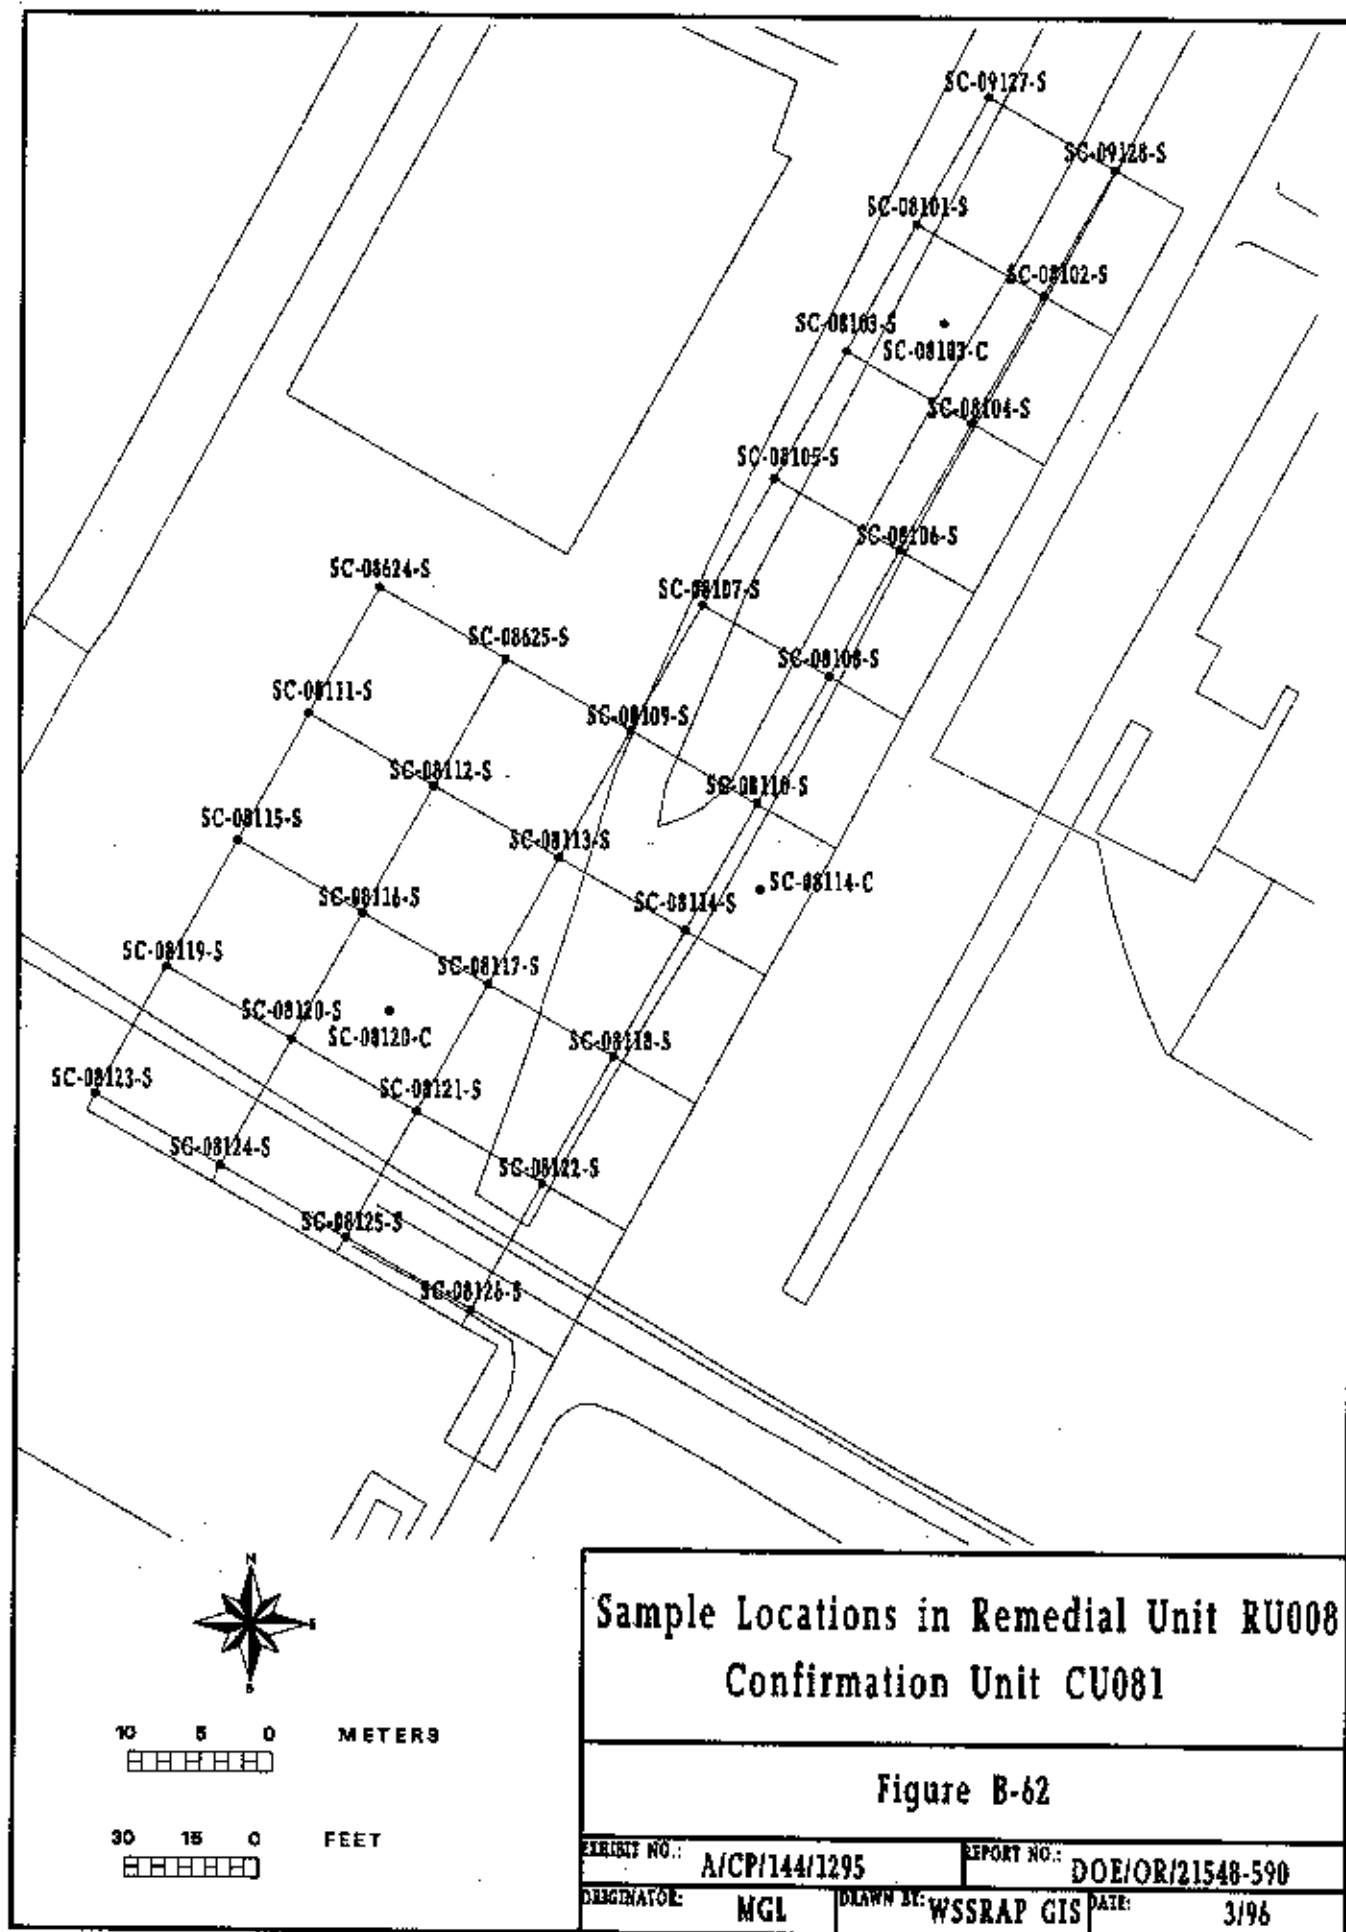 SC-09127-S
SC-09128-S
SC-08101-S
SC-08102-S
SC-08103-S
SC-08103-C
SC-08104-S
SC-08105-S
SC-08106-S
SC-08624-S
SC-08107-S
SC-08625-S
SC-08108-S
SC-08111-S
SC-08109-S
SC-08112-S
SC-08110-S
SC-08115-S
SC-08113-S
SC-08114-C
SC-08116-S
SC-08114-S
SC-08119-S
SC-08117-S
SC-08120-S
SC-08120-C
SC-08118-S
SC-08123-S
SC-08121-S
SC-08124-S
SC-08122-S
SC-08125-S
SC-08126-S
N
E
S
10 5 0 METERS
30 15 0 FEET
Sample Locations in Remedial Unit RU008
Confirmation Unit CU081
Figure B-62
EXHIBIT NO.: A/CP/144/1295 REPORT NO.: DOE/OR/21548-590
ORIGINATOR: MGL DRAWN BY: WSSRAP GIS DATE: 3/96